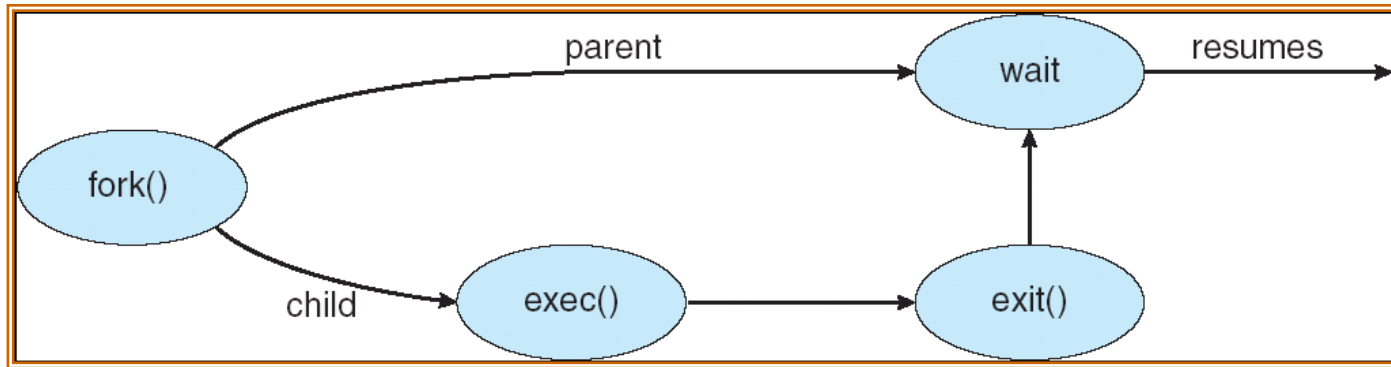 parent
wait
resumes
fork()
child
exec()
exit()